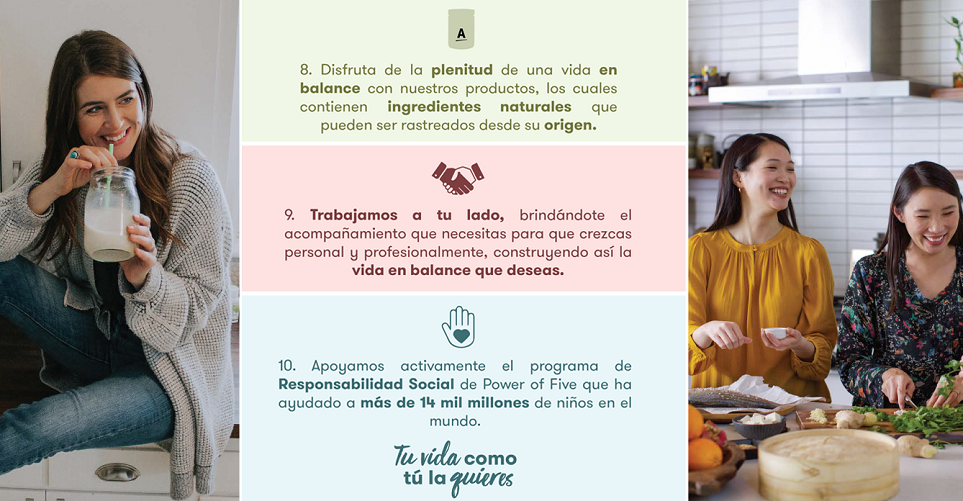 A
8. Disfruta de la plenitud de una vida en
balance con nuestros productos, los cuales
contienen ingredientes naturales que
pueden ser rastreados desde su origen.
9. Trabajamos a tu lado, brindándote el
acompañamiento que necesitas para que crezcas
personal y profesionalmente, construyendo así la
vida en balance que deseas.
10. Apoyamos activamente el programa de
Responsabilidad Social de Power of Five que ha
ayudado a más de 14 mil millones de niños en el
mundo.
Tu vida como
tú la quieres